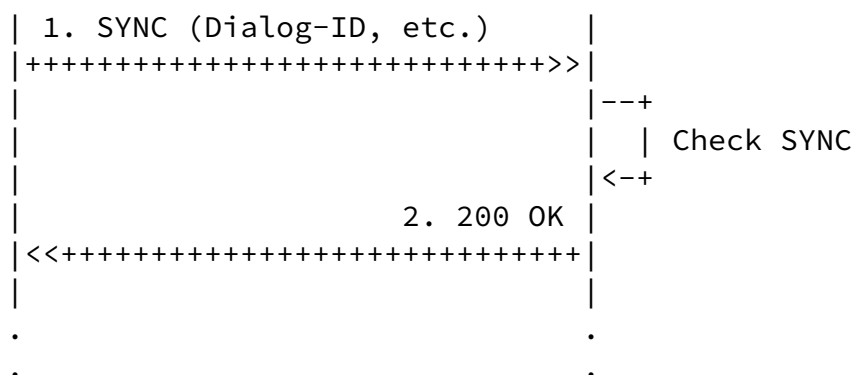 | 1. SYNC (Dialog-ID, etc.)     |
|+++++++++++++++++++++++++++++>>|
|                               |--+
|                               |  | Check SYNC
|                               |<-+
|                     2. 200 OK |
|<<+++++++++++++++++++++++++++++|
|                               |
.                               .
.                               .